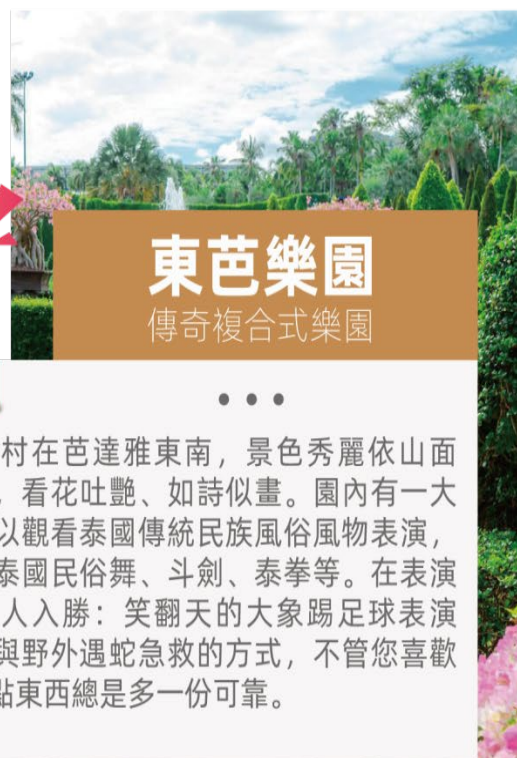 東芭樂園
傳奇複合式樂園
村在芭達雅東南，景色秀麗依山面
，看花吐艷、如詩似畫。園內有一大
以觀看泰國傳統民族風俗風物表演，
泰國民俗舞、斗劍、泰拳等。在表演
人入勝：笑翻天的大象踢足球表演
與野外遇蛇急救的方式，不管您喜歡
點東西總是多一份可靠。